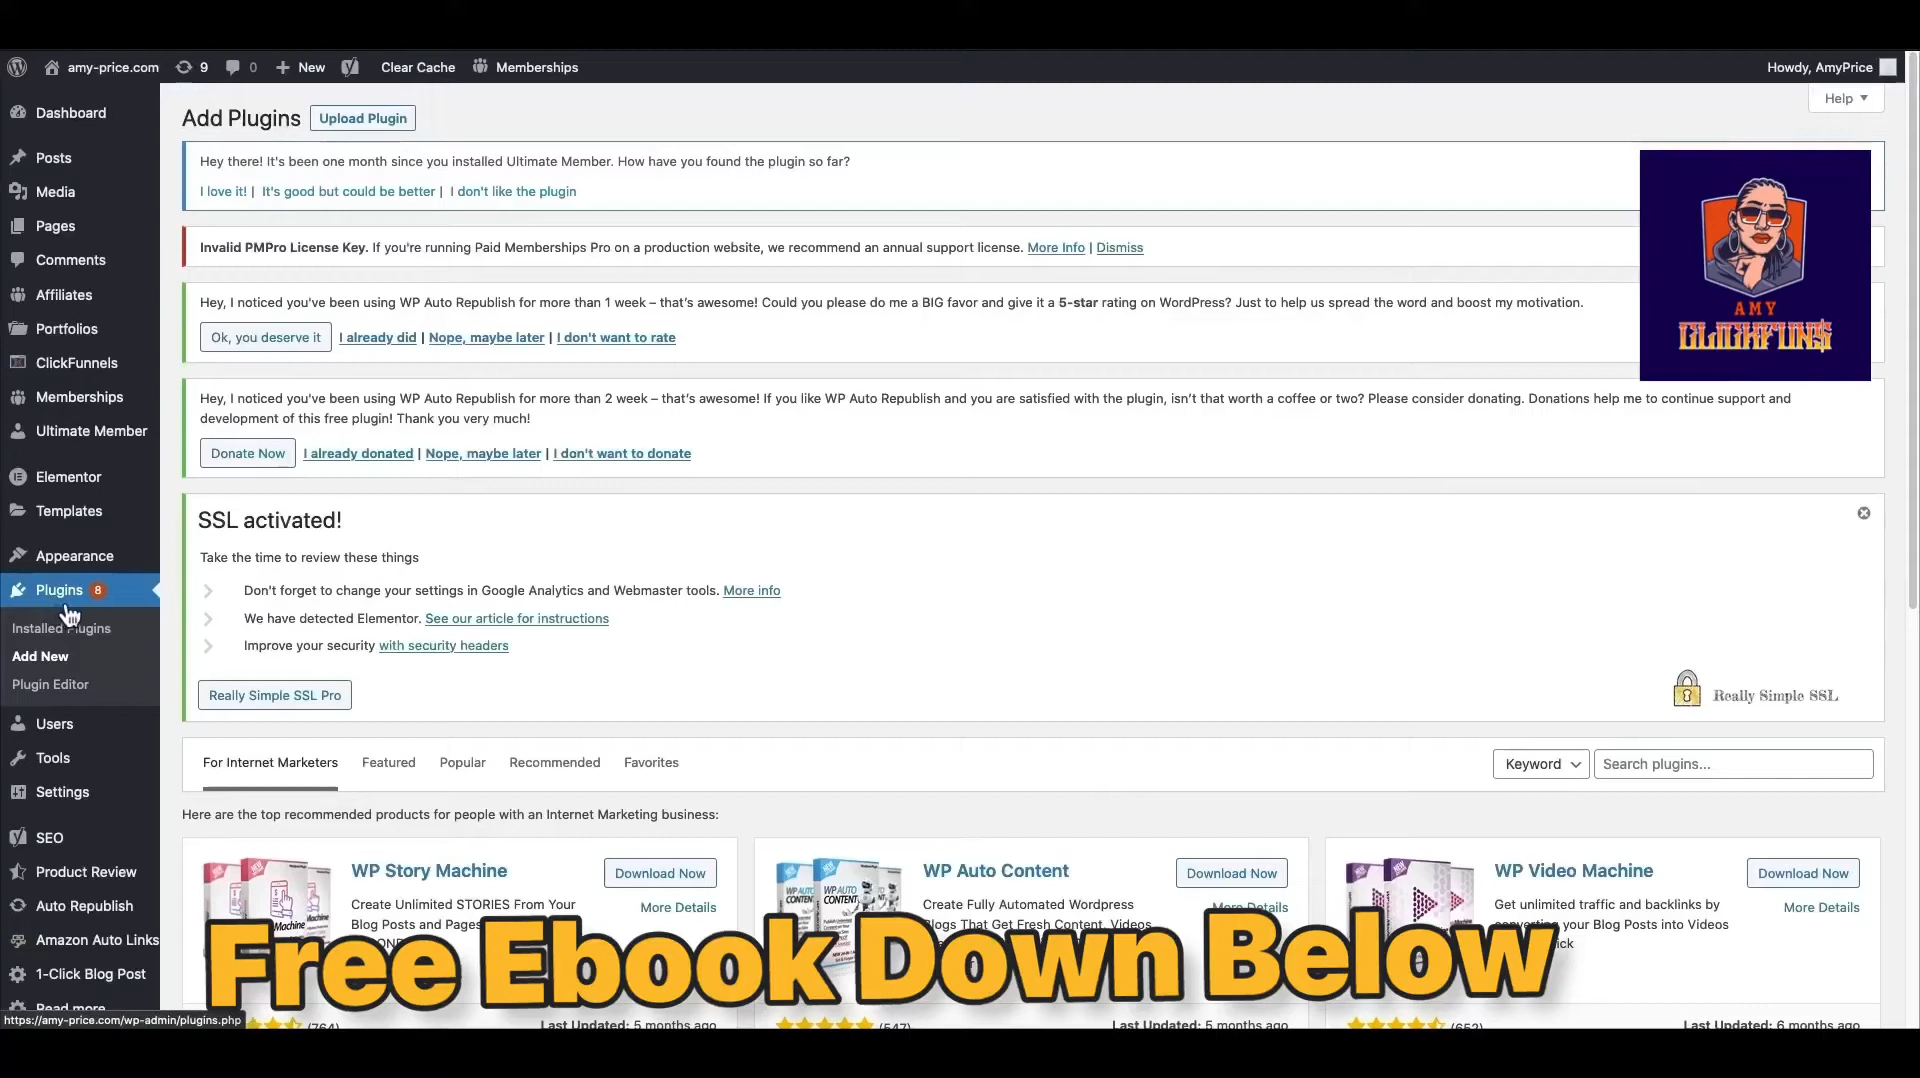 amy-price.com 9 0 New Clear Cache Memberships Howdy, AmyPrice
Help
Dashboard
Posts
Media
Pages
Comments
Affiliates
Portfolios
ClickFunnels
Memberships
Ultimate Member
Elementor
Templates
Appearance
Plugins 8
Installed Plugins
Add New
Plugin Editor
Users
Tools
Settings
SEO
Product Review
Auto Republish
Amazon Auto Links
1-Click Blog Post
Read more
https://amy-price.com/wp-admin/plugins.php
Add Plugins Upload Plugin
Hey there! It's been one month since you installed Ultimate Member. How have you found the plugin so far?
I love it! | It's good but could be better | I don't like the plugin
Invalid PMPro License Key. If you're running Paid Memberships Pro on a production website, we recommend an annual support license. More Info | Dismiss
Hey, I noticed you've been using WP Auto Republish for more than 1 week – that's awesome! Could you please do me a BIG favor and give it a 5-star rating on WordPress? Just to help us spread the word and boost my motivation.
Ok, you deserve it I already did | Nope, maybe later | I don't want to rate
AMY
CLICKFUN$
Hey, I noticed you've been using WP Auto Republish for more than 2 week – that's awesome! If you like WP Auto Republish and you are satisfied with the plugin, isn't that worth a coffee or two? Please consider donating. Donations help me to continue support and
development of this free plugin! Thank you very much!
Donate Now I already donated | Nope, maybe later | I don't want to donate
SSL activated!
Take the time to review these things
Don't forget to change your settings in Google Analytics and Webmaster tools. More info
We have detected Elementor. See our article for instructions
Improve your security with security headers
Really Simple SSL Pro
Really Simple SSL
For Internet Marketers Featured Popular Recommended Favorites Keyword Search plugins...
Here are the top recommended products for people with an Internet Marketing business:
WP Story Machine Download Now
Create Unlimited STORIES From Your More Details
Blog Posts and Pages
WP Auto Content Download Now
Create Fully Automated Wordpress More Details
Blogs That Get Fresh Content, Videos
WP Video Machine Download Now
Get unlimited traffic and backlinks by More Details
converting your Blog Posts into Videos
Free Ebook Down Below
(764) Last Updated: 5 months ago
(547) Last Updated: 5 months ago
(652) Last Updated: 6 months ago